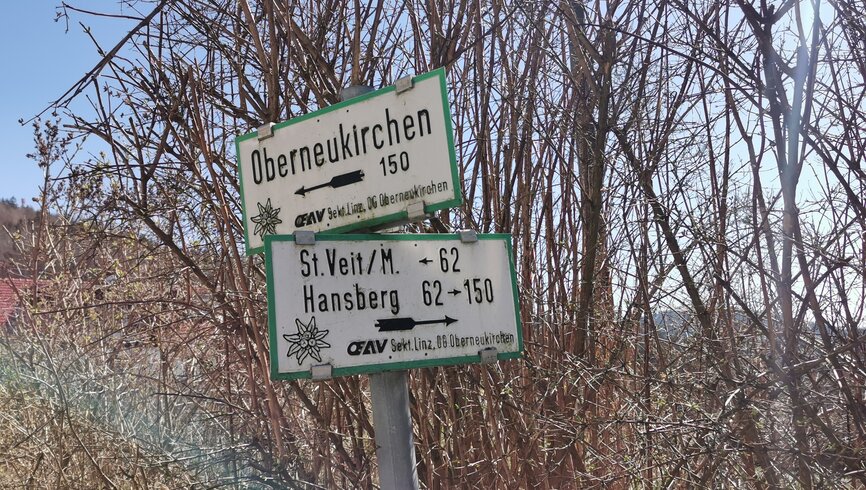 Oberneukirchen
150
OEAV Sekt.Linz, OG Oberneukirchen
St.Veit/M. ← 62
Hansberg 62 → 150
OEAV Sekt.Linz, OG Oberneukirchen